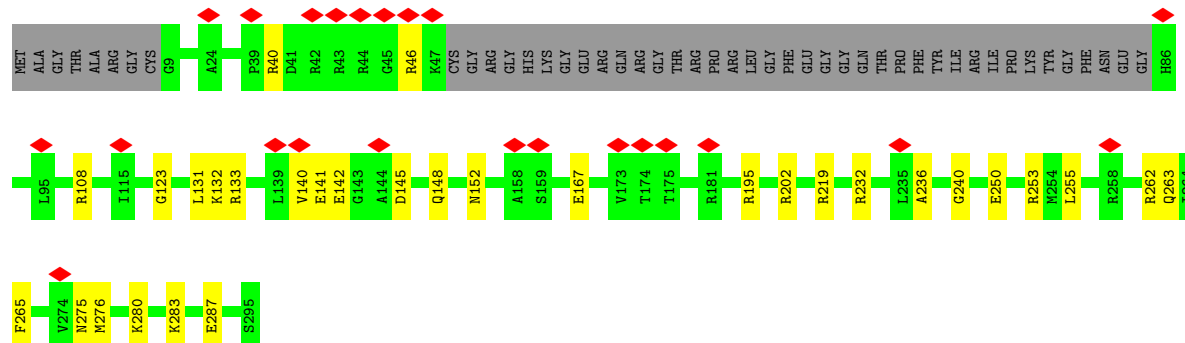 MET ALA GLY THR ALA ARG GLY CYS G9 A24 P39 R40 D41 R42 R43 R44 G45 R46 K47 CYS GLY ARG GLY HIS LYS GLY GLU ARG GLN ARG GLY THR ARG PRO ARG LEU GLY PHE GLU GLY GLY GLN THR PRO PHE TYR ILE ARG ILE PRO LYS TYR GLY PHE ASN GLU GLY H86
L95 R108 I115 G123 L131 K132 R133 L139 V140 E141 E142 G143 A144 D145 Q148 N152 A158 S159 E167 V173 T174 T175 R181 R195 R202 R219 R232 L235 A236 G240 E250 R253 M254 L255 R258 R262 Q263
F265 V274 N275 M276 K280 K283 E287 S295